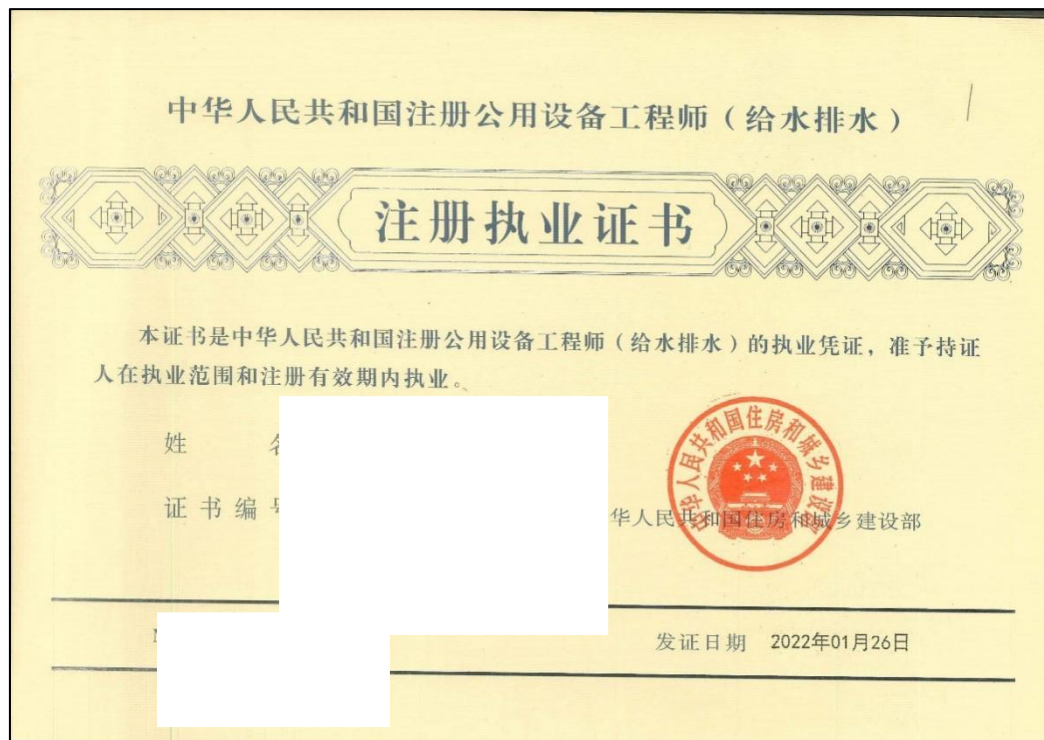 中华人民共和国注册公用设备工程师（给水排水）
注册执业证书
本证书是中华人民共和国注册公用设备工程师（给水排水）的执业凭证，准予持证
人在执业范围和注册有效期内执业。
姓
证书编
中华人民共和国住房和城乡建设部
华人民共和国住房和城乡建设部
发证日期 2022年01月26日